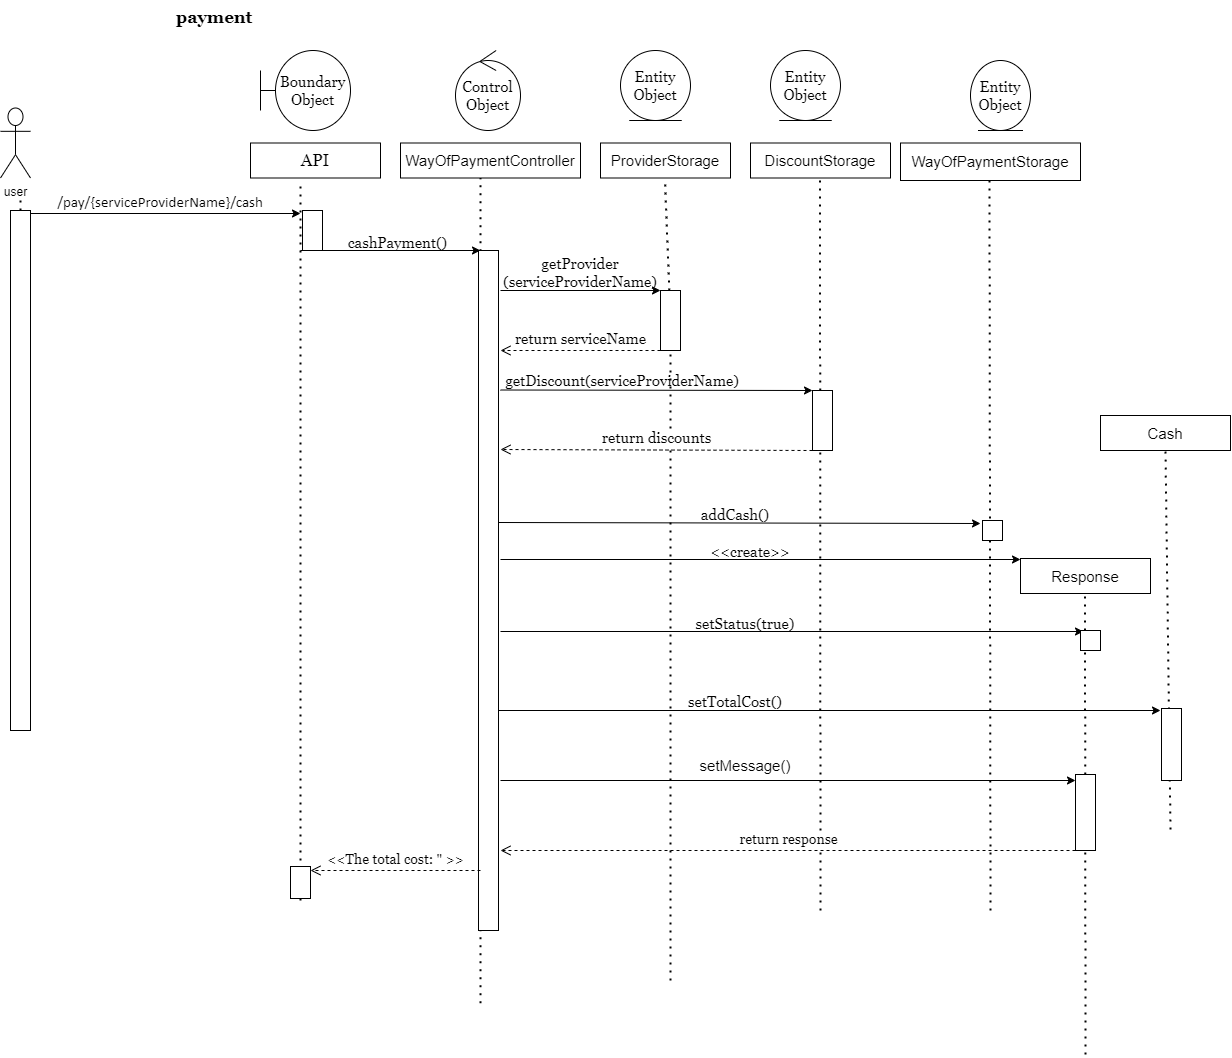 payment
Boundary
Object
Control
Object
Entity
Object
Entity
Object
Entity
Object
user
API
WayOfPaymentController
ProviderStorage
DiscountStorage
WayOfPaymentStorage
/pay/{serviceProviderName}/cash
cashPayment()
getProvider
(serviceProviderName)
return serviceName
getDiscount(serviceProviderName)
return discounts
Cash
addCash()
<<create>>
Response
setStatus(true)
setTotalCost()
setMessage()
return response
<<The total cost: " >>